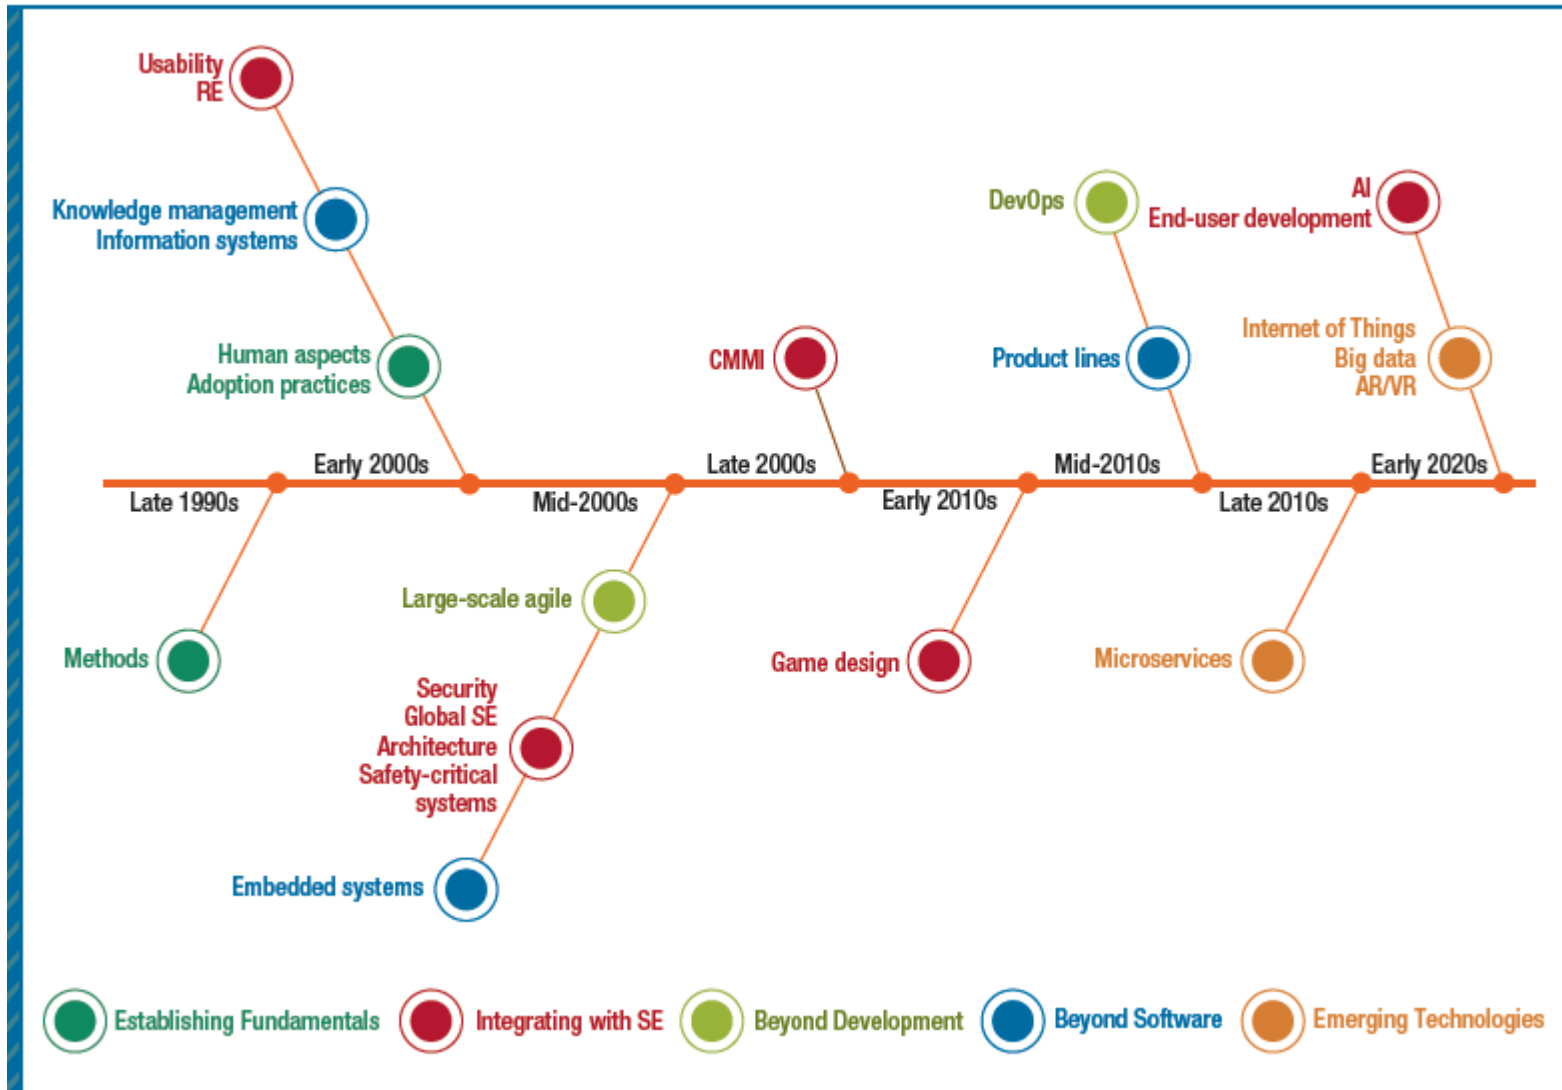 Usability
RE
Knowledge management
Information systems
Human aspects
Adoption practices
DevOps
AI
End-user development
CMMI
Product lines
Internet of Things
Big data
AR/VR
Late 1990s
Early 2000s
Mid-2000s
Late 2000s
Early 2010s
Mid-2010s
Late 2010s
Early 2020s
Methods
Large-scale agile
Security
Global SE
Architecture
Safety-critical
systems
Embedded systems
Game design
Microservices
Establishing Fundamentals
Integrating with SE
Beyond Development
Beyond Software
Emerging Technologies